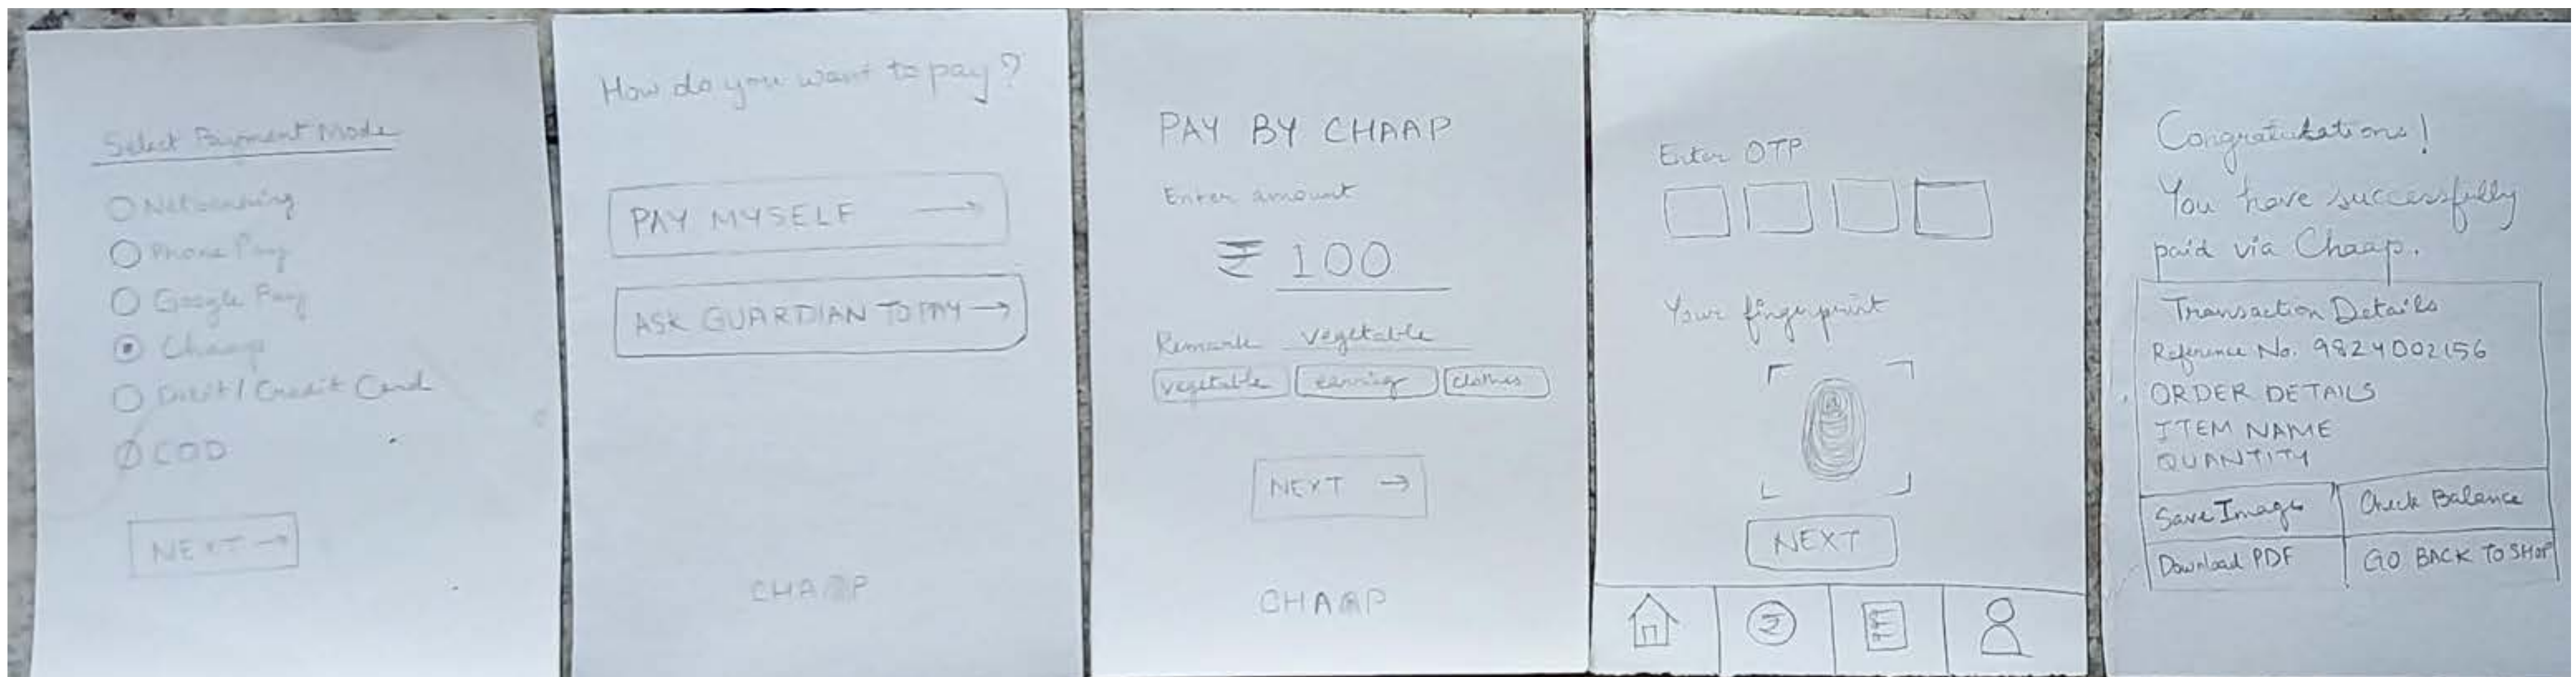 Select Payment Mode
Netbanking
Phone Pay
Google Pay
Chaap
Debit/Credit Card
COD
NEXT →
How do you want to pay?
PAY MYSELF →
ASK GUARDIAN TO PAY →
CHAAP
PAY BY CHAAP
Enter amount
₹ 100
Remark vegetable
vegetable earring clothes
NEXT →
CHAAP
Enter OTP
Your fingerprint
NEXT
₹
Congratulations!
You have successfully
paid via Chaap.
Transaction Details
Reference No. 9824002156
ORDER DETAILS
ITEM NAME
QUANTITY
Save Image Check Balance
Download PDF GO BACK TO SHOP